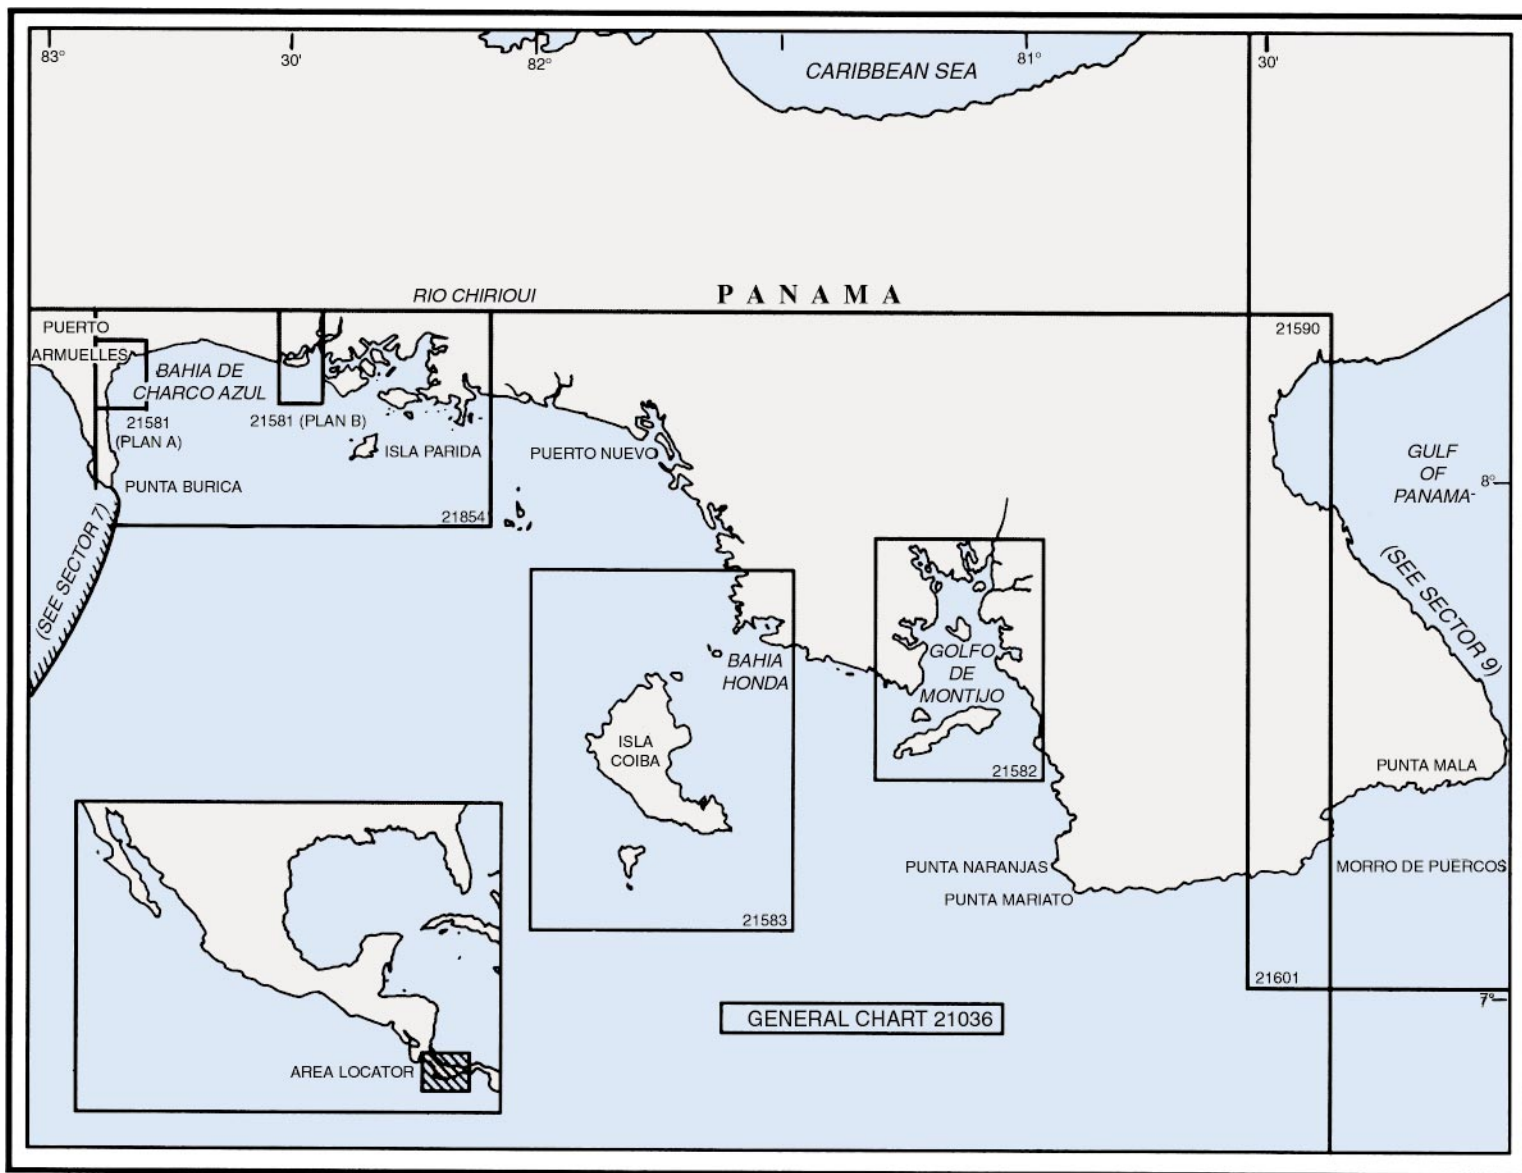 83°
30'
82°
81°
30'
CARIBBEAN SEA
RIO CHIRIOUI
PANAMA
PUERTO
ARMUELLES
21590
BAHIA DE
CHARCO AZUL
21581
(PLAN A)
21581 (PLAN B)
ISLA PARIDA
PUERTO NUEVO
GULF
OF
PANAMA
8°
PUNTA BURICA
21854
(SEE SECTOR 7)
(SEE SECTOR 9)
BAHIA
HONDA
GOLFO
DE
MONTIJO
ISLA
COIBA
21582
PUNTA MALA
PUNTA NARANJAS
MORRO DE PUERCOS
PUNTA MARIATO
21583
21601
7°
GENERAL CHART 21036
AREA LOCATOR